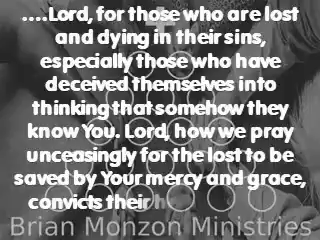 ....Lord, for those who are lost
and dying in their sins,
especially those who have
deceived themselves into
thinking that somehow they
know You. Lord, how we pray
unceasingly for the lost to be
saved by Your mercy and grace,
convicts their
Brian Monzon Ministries